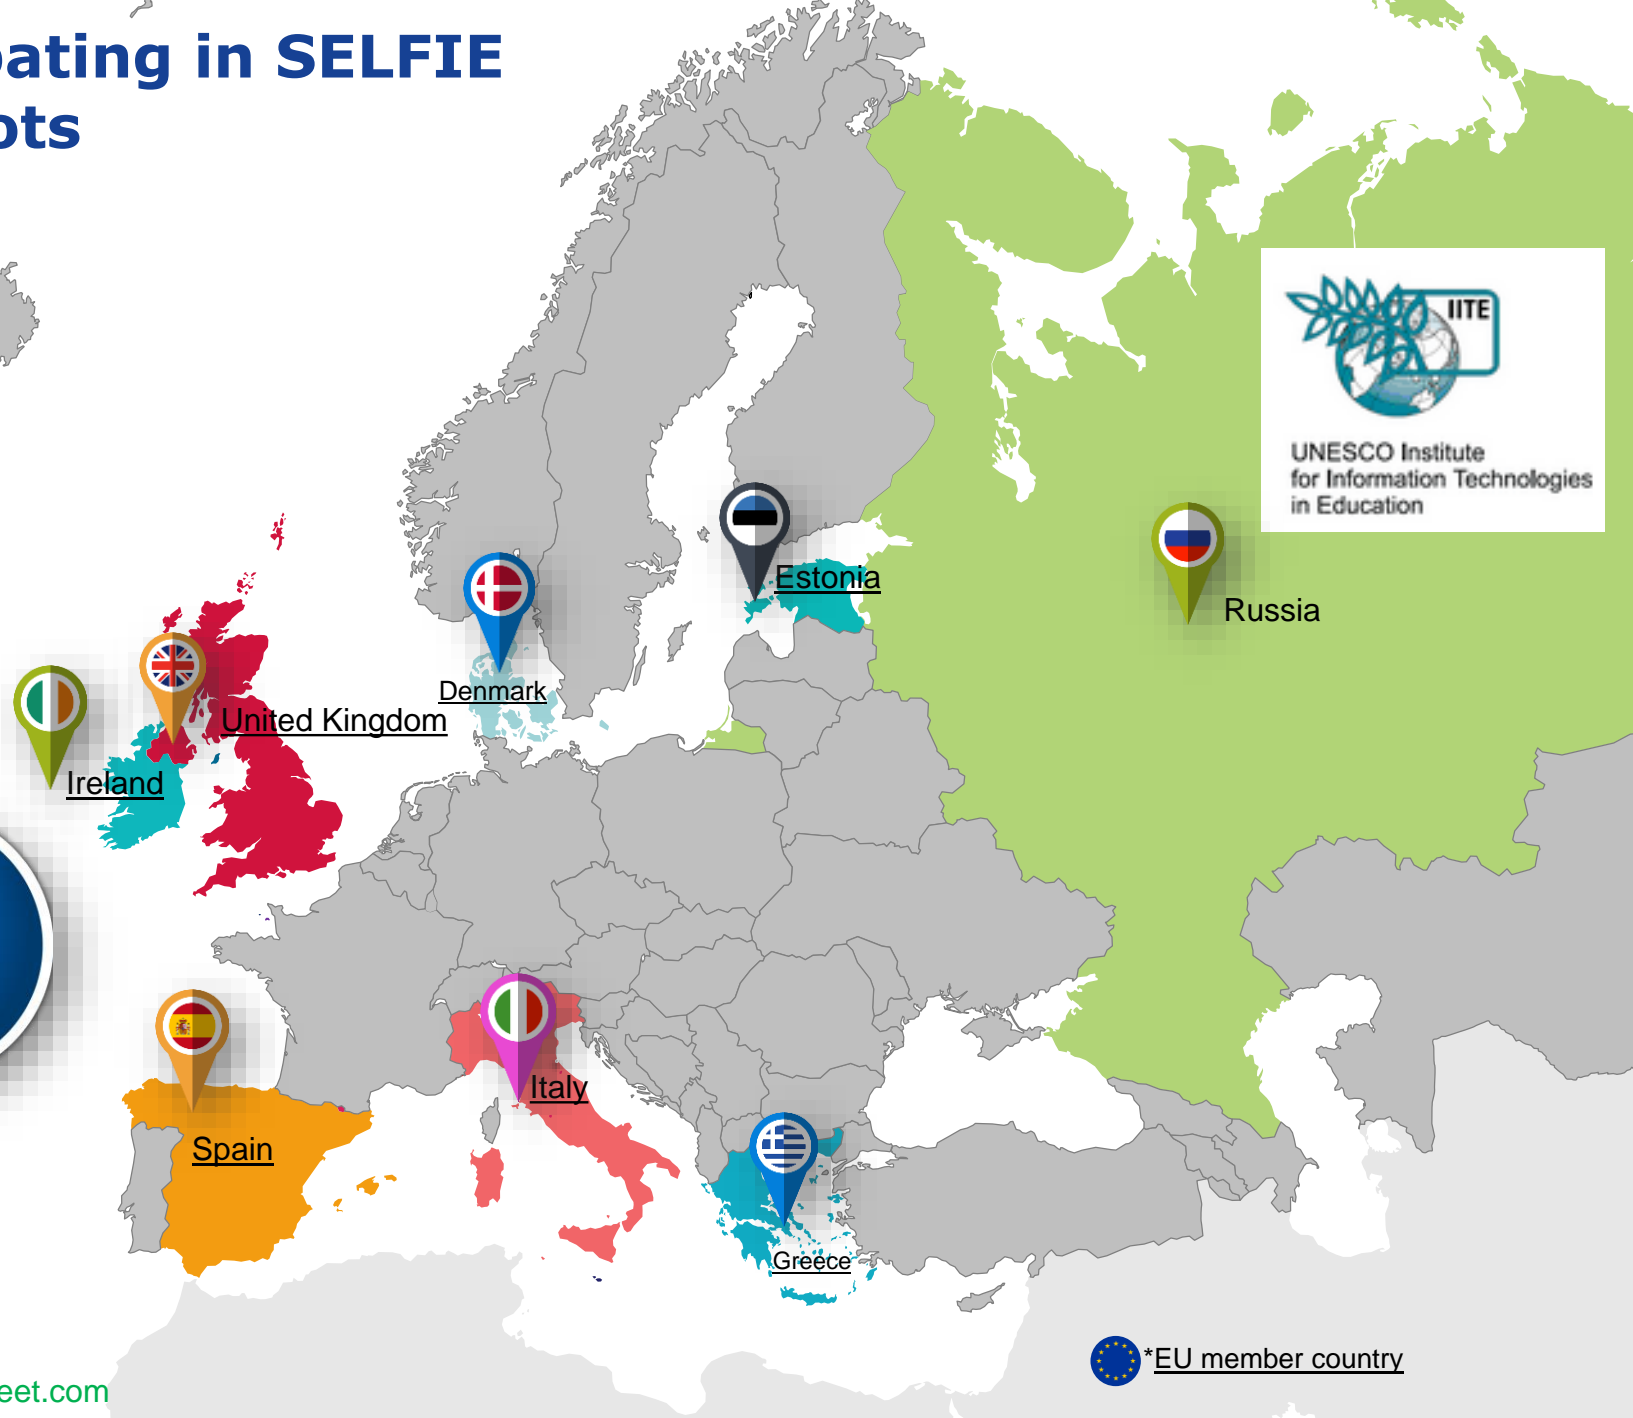 pating in SELFIE
ots
IITE
UNESCO Institute
for Information Technologies
in Education
Estonia
Russia
Denmark
United Kingdom
Ireland
Italy
Spain
Greece
*EU member country
eet.com